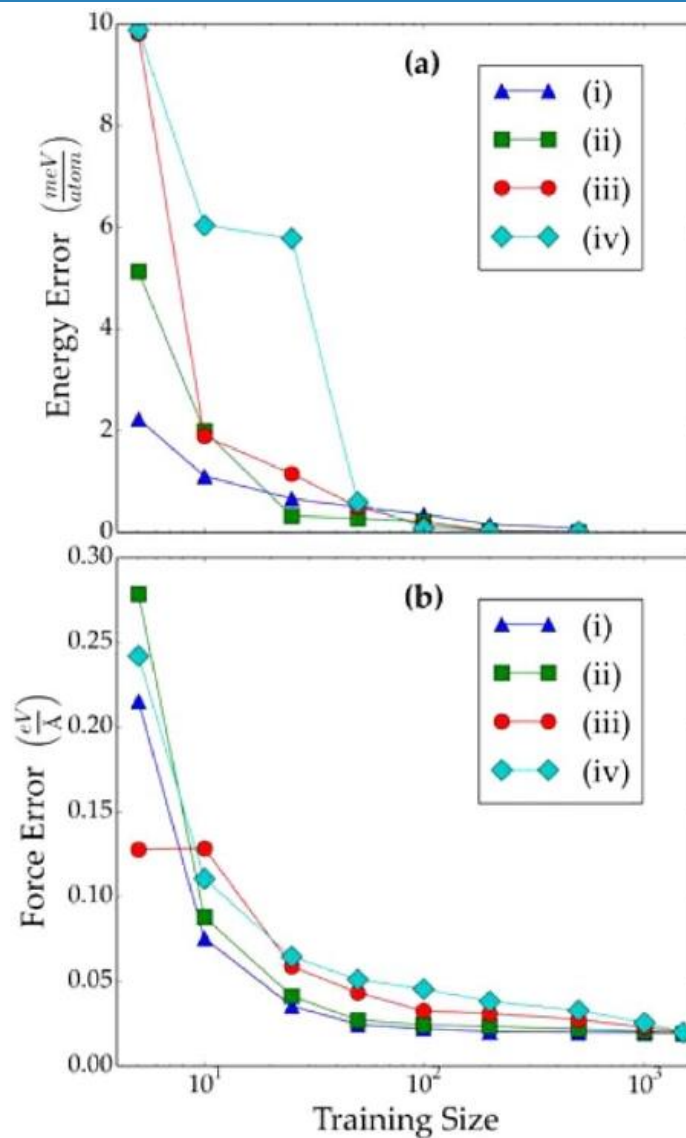 10
8
6
4
2
0
Energy Error (meV/atom)
(a)
(i)
(ii)
(iii)
(iv)
0.30
0.25
0.20
0.15
0.10
0.05
0.00
Force Error (eV/Å)
(b)
(i)
(ii)
(iii)
(iv)
10¹ 10² 10³
Training Size